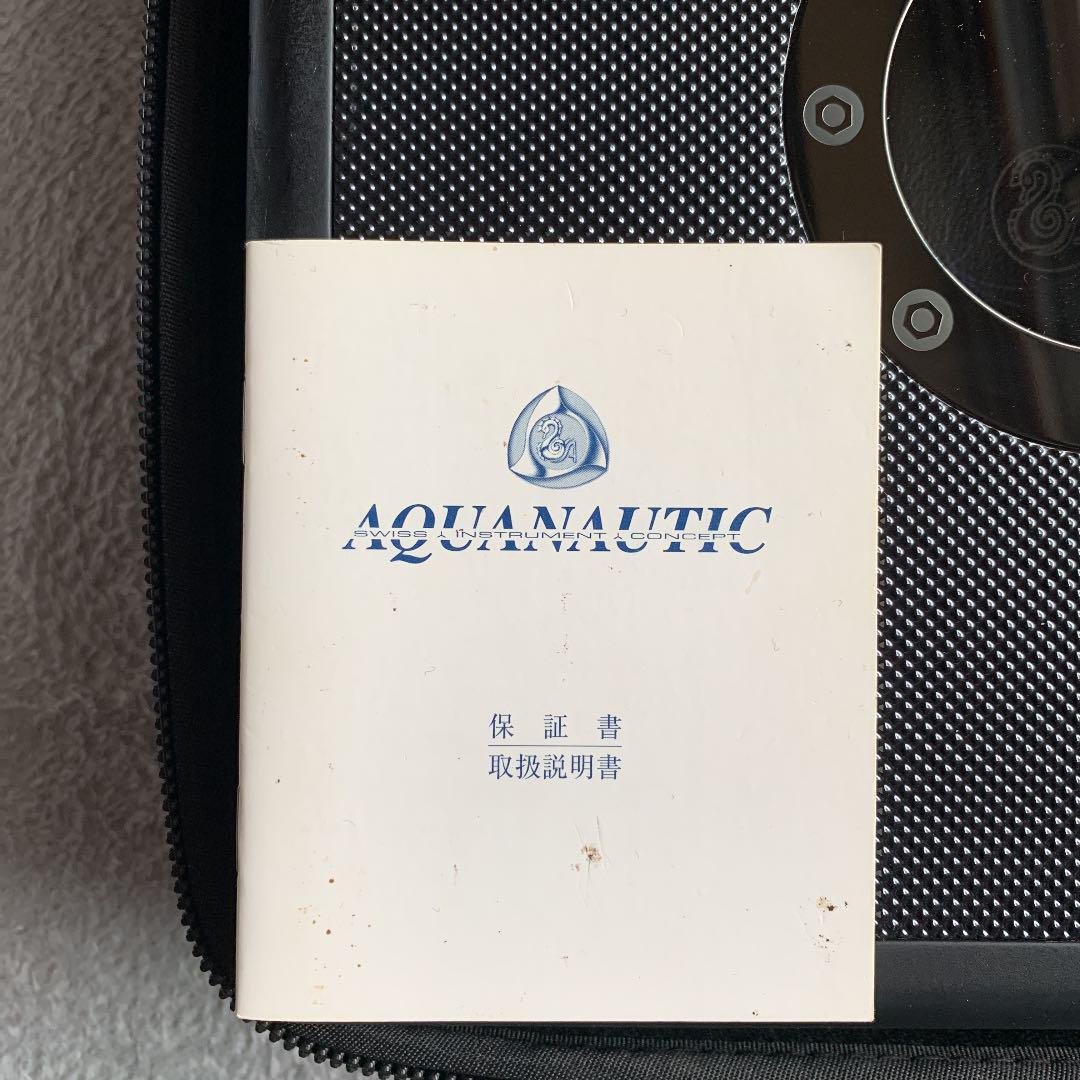 A
AQUANAUTIC
SWISS INSTRUMENT CONCEPT
保証書
取扱説明書